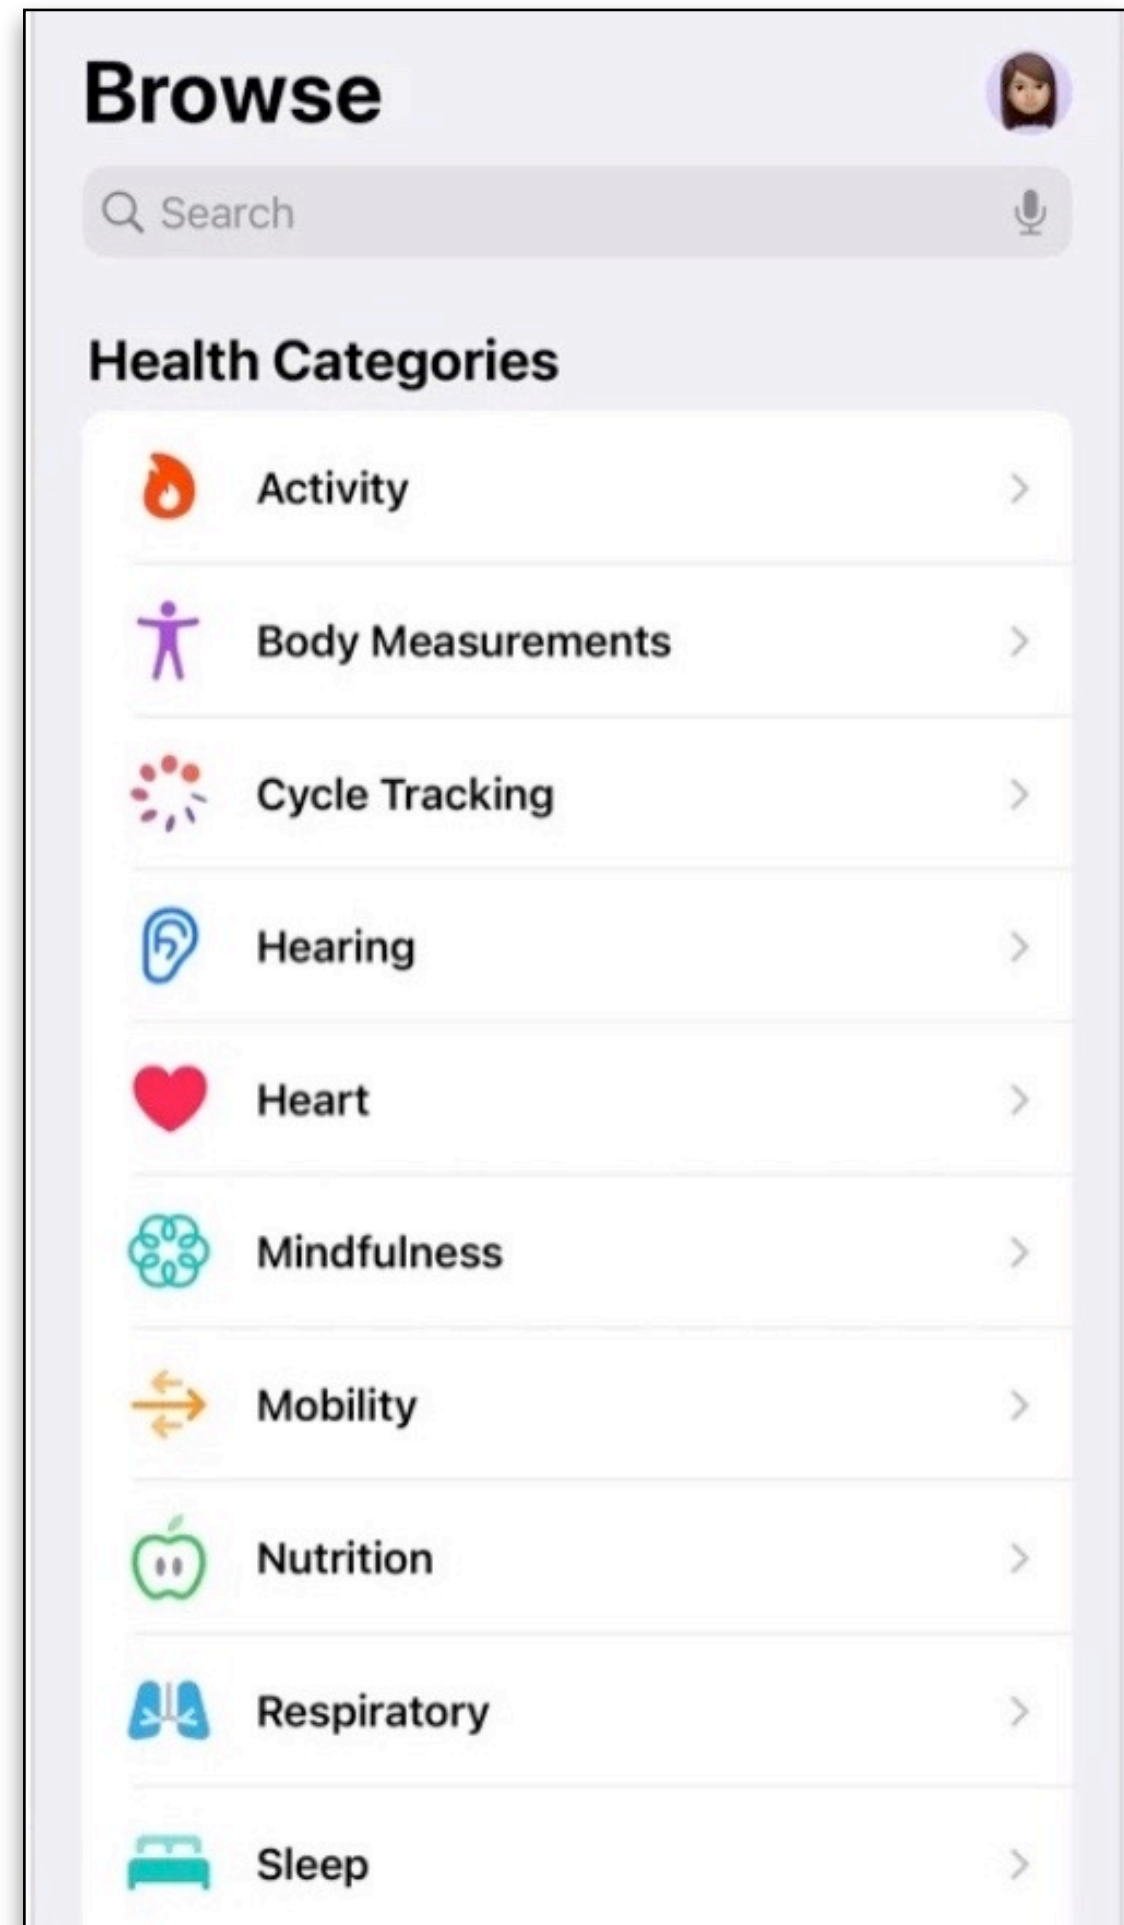 Browse
Search
Health Categories
Activity
Body Measurements
Cycle Tracking
Hearing
Heart
Mindfulness
Mobility
Nutrition
Respiratory
Sleep